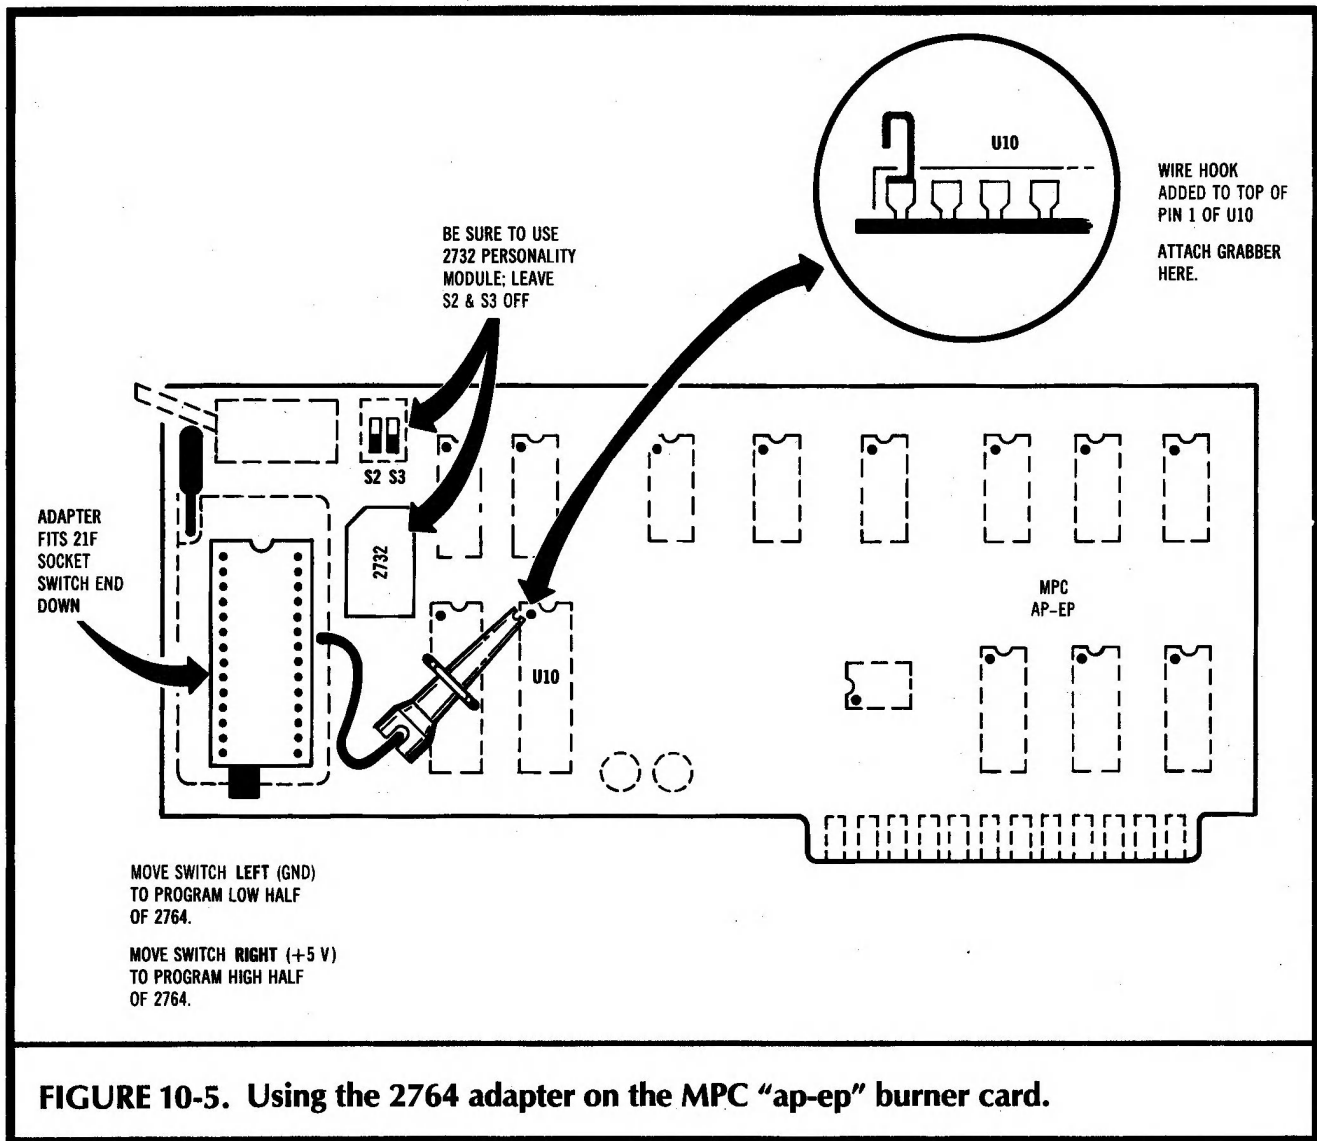 U10
WIRE HOOK
ADDED TO TOP OF
PIN 1 OF U10
ATTACH GRABBER
HERE.
BE SURE TO USE
2732 PERSONALITY
MODULE; LEAVE
S2 & S3 OFF
S2 S3
ADAPTER
FITS 21F
SOCKET
SWITCH END
DOWN
2732
MPC
AP-EP
U10
MOVE SWITCH LEFT (GND)
TO PROGRAM LOW HALF
OF 2764.
MOVE SWITCH RIGHT (+5 V)
TO PROGRAM HIGH HALF
OF 2764.
FIGURE 10-5. Using the 2764 adapter on the MPC "ap-ep" burner card.